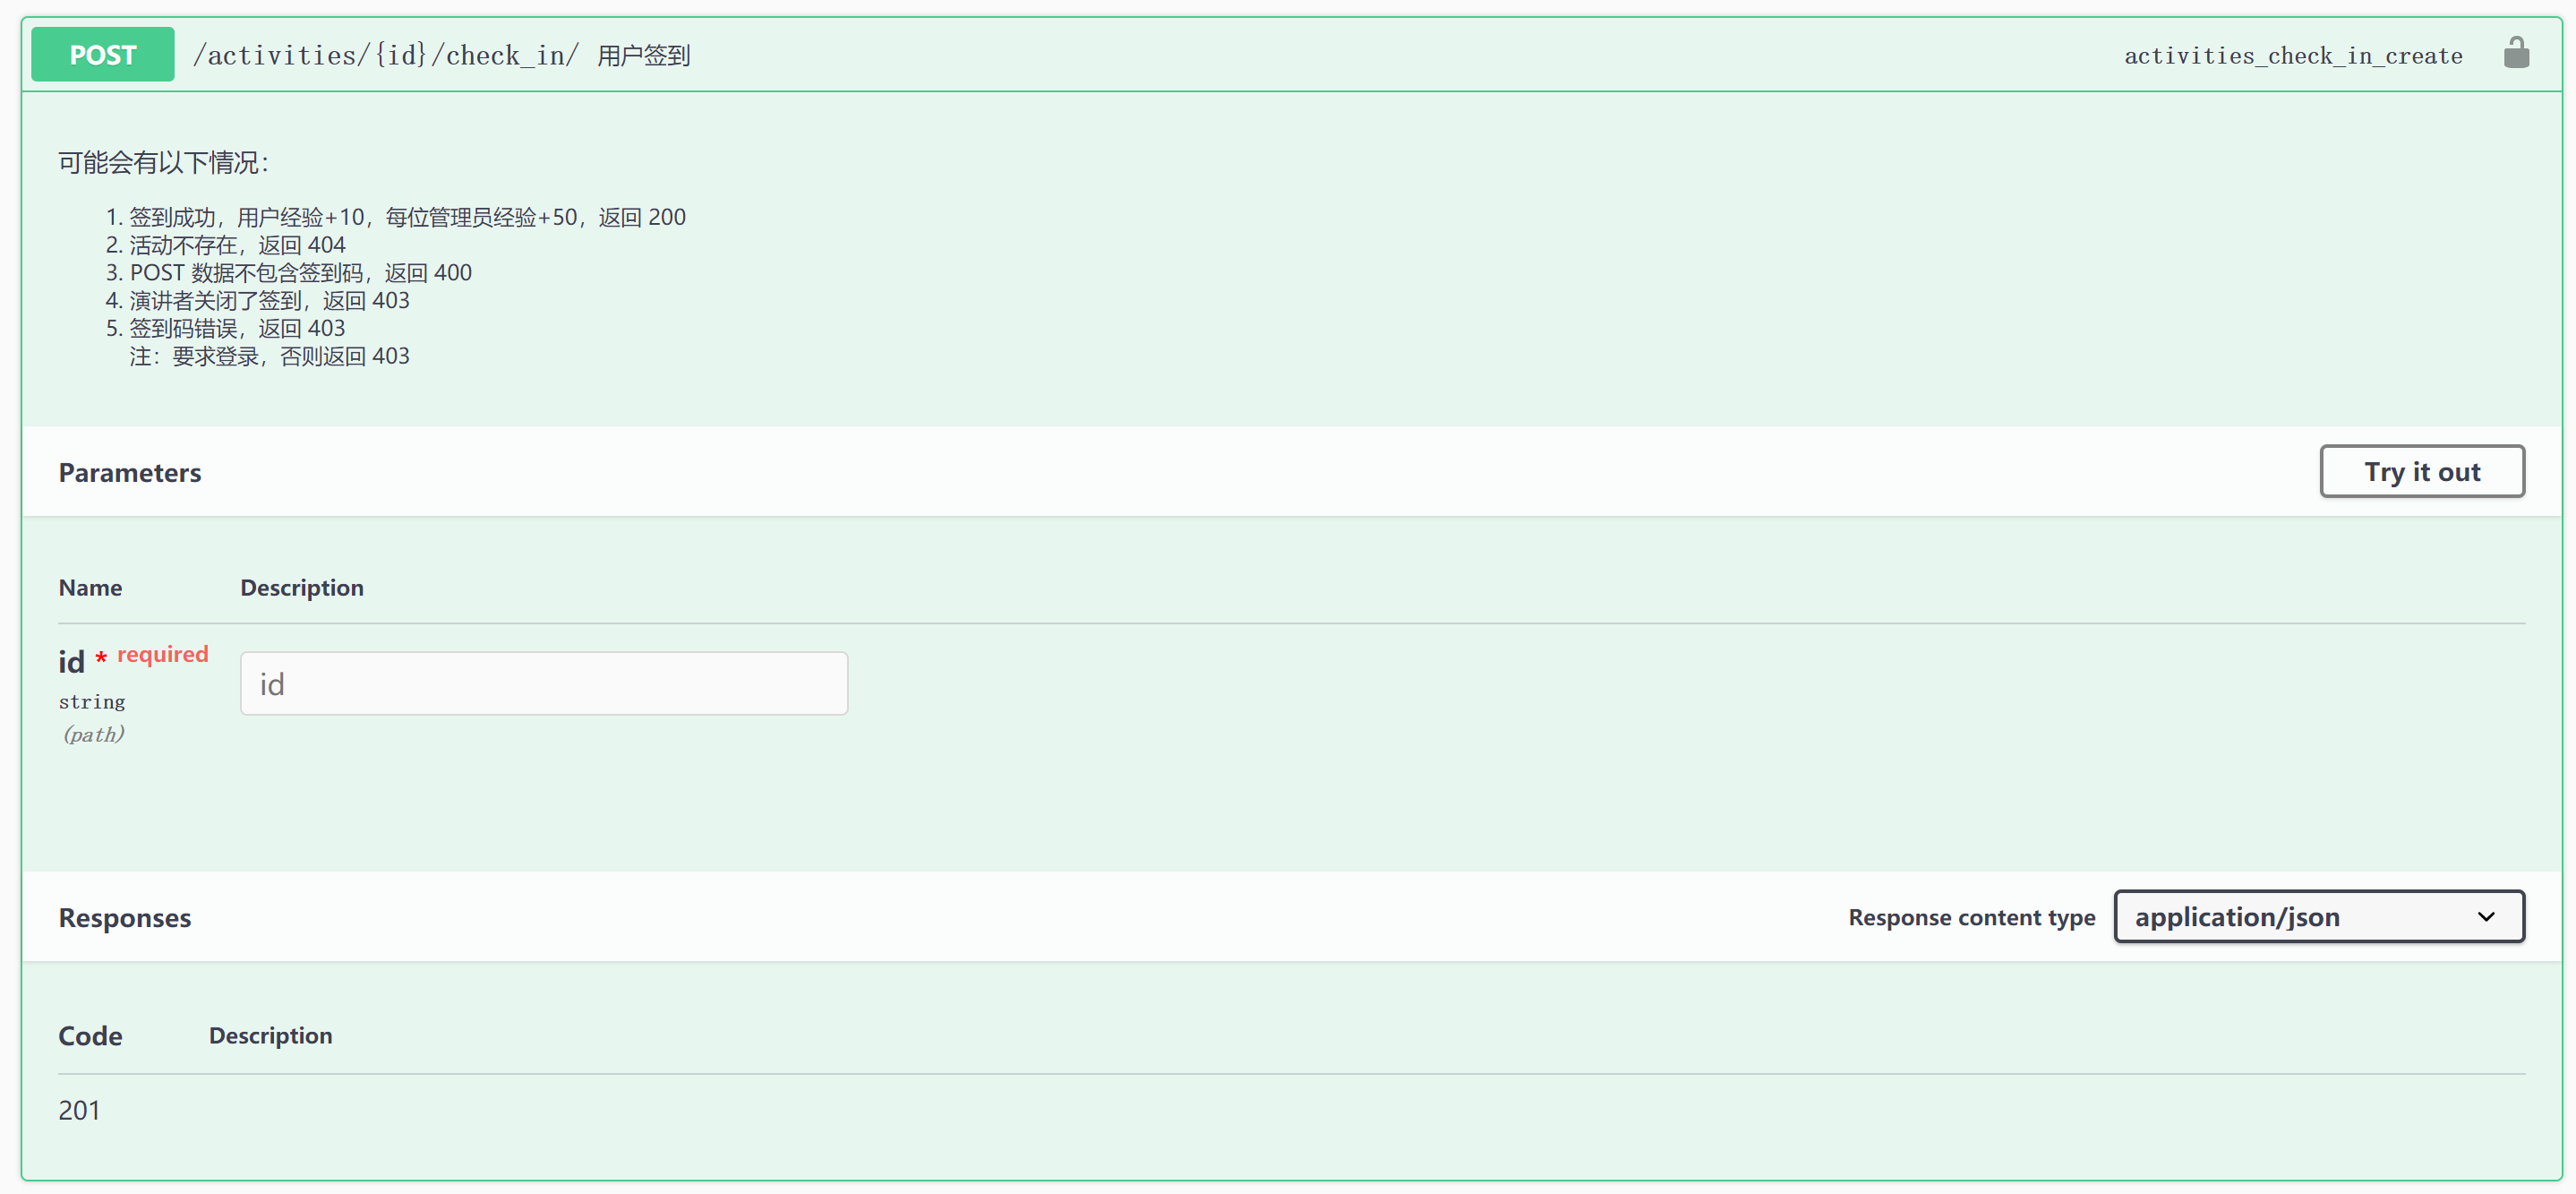 POST /activities/{id}/check_in/ 用户签到 activities_check_in_create
可能会有以下情况：
1. 签到成功，用户经验+10，每位管理员经验+50，返回 200
2. 活动不存在，返回 404
3. POST 数据不包含签到码，返回 400
4. 演讲者关闭了签到，返回 403
5. 签到码错误，返回 403
注：要求登录，否则返回 403
Parameters Try it out
Name Description
id * required
id
string
(path)
Responses Response content type application/json
Code Description
201